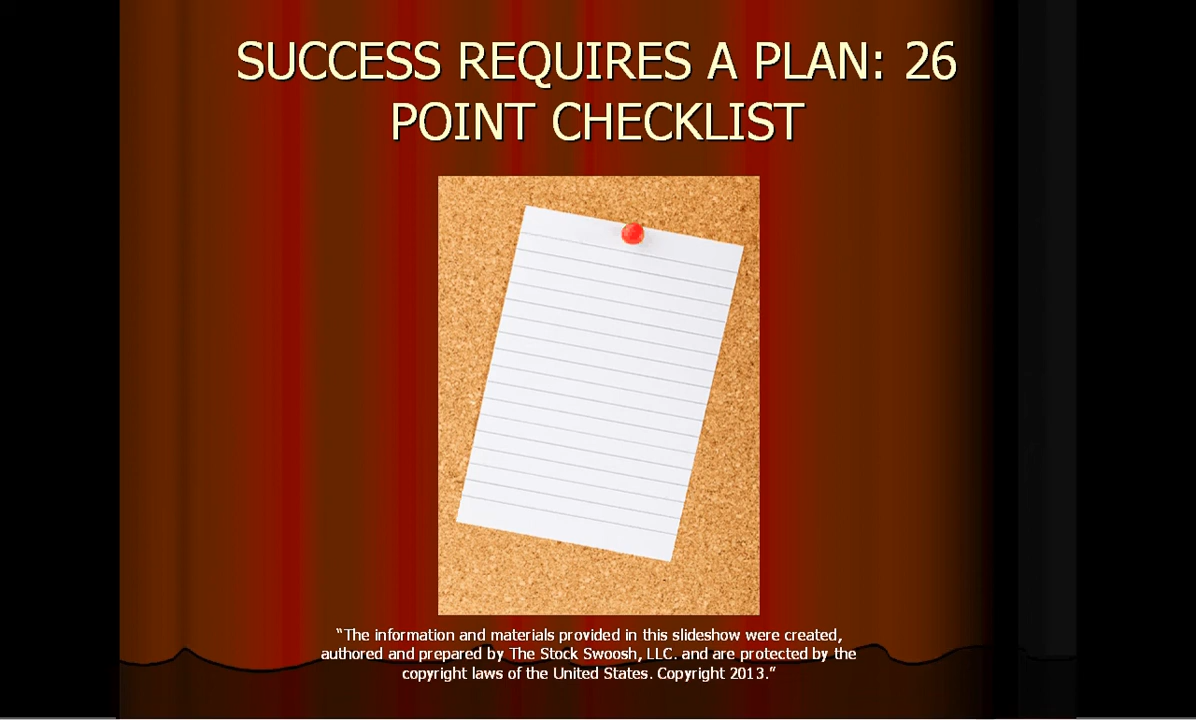 SUCCESS REQUIRES A PLAN: 26
POINT CHECKLIST
“The information and materials provided in this slideshow were created,
authored and prepared by The Stock Swoosh, LLC. and are protected by the
copyright laws of the United States. Copyright 2013.”